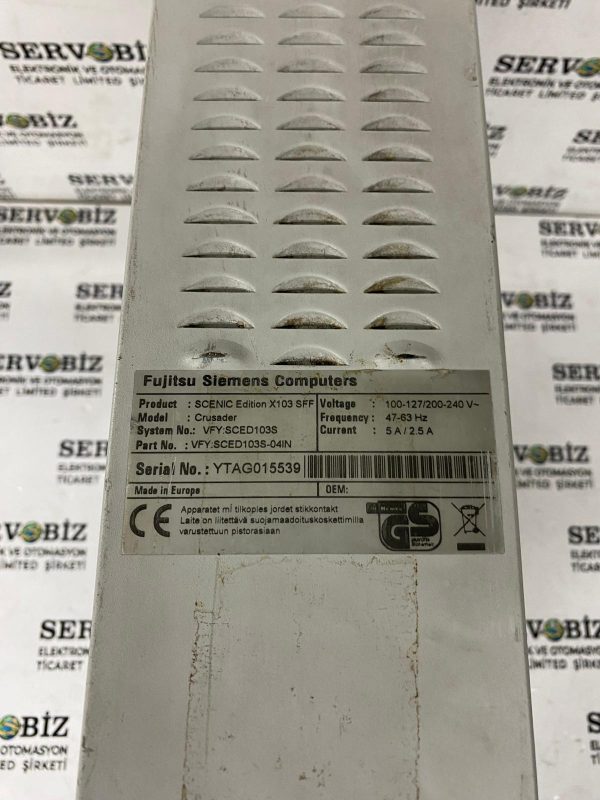 SERVOBİZ
ELEKTRONİK VE OTOMASYON
TİCARET LİMİTED ŞİRKETİ
Fujitsu Siemens Computers
Product : SCENIC Edition X103 SFF
Model : Crusader
System No.: VFY:SCED103S
Part No. : VFY:SCED103S-04IN
Voltage : 100-127/200-240 V~
Frequency : 47-63 Hz
Current : 5 A / 2.5 A
Serial No. : YTAG015539
Made in Europe
OEM:
CE
Apparatet må tilkoples jordet stikkontakt
Laite on liitettävä suojamaadoituskoskettimilla
varustettuun pistorasiaan
GS
geprüfte
Sicherheit